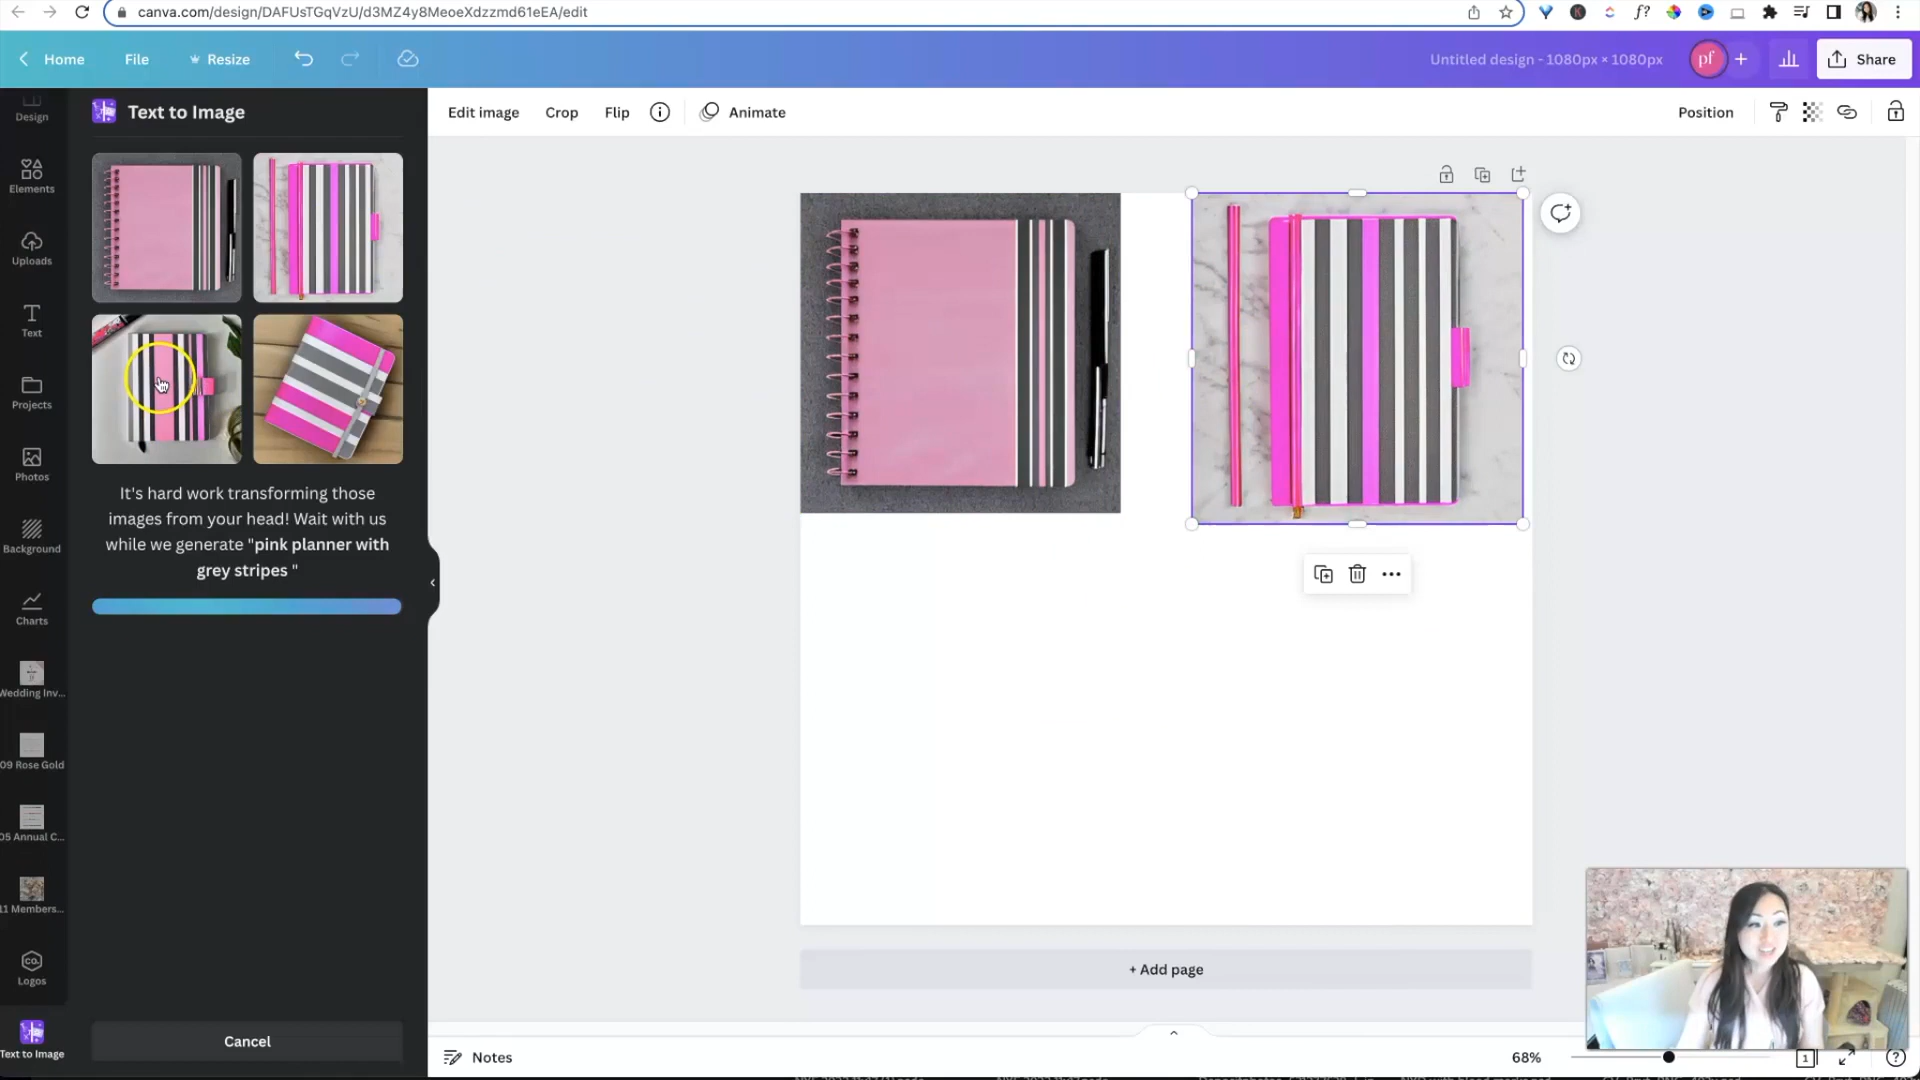 canva.com/design/DAFUsTGqVzU/d3MZ4y8MeoeXdzzmd61eEA/edit
Home
File
Resize
Untitled design - 1080px × 1080px
pf
Share
Design
Text to Image
Edit image
Crop
Flip
Animate
Position
Elements
Uploads
Text
Projects
Photos
Background
Charts
Wedding Inv...
09 Rose Gold
05 Annual C...
11 Members...
CO.
Logos
Text to Image
It's hard work transforming those
images from your head! Wait with us
while we generate "pink planner with
grey stripes "
Cancel
+ Add page
Notes
68%
1